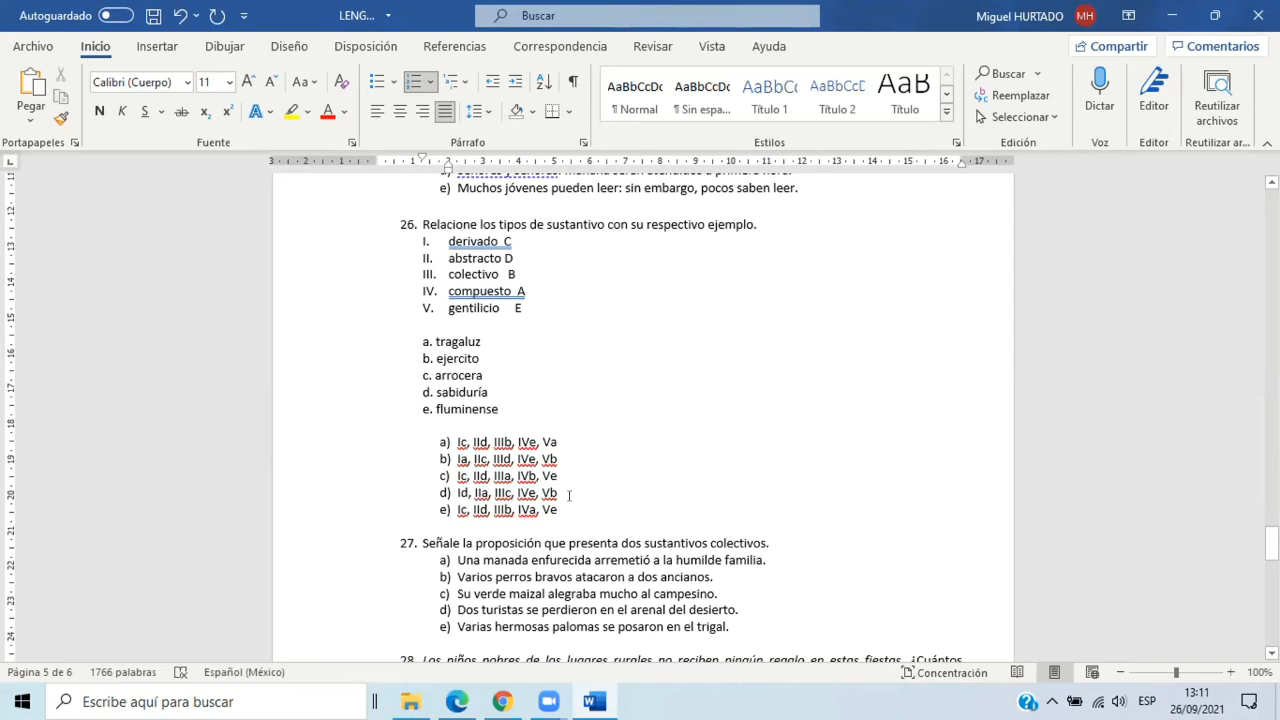 Autoguardado
LENG...
Buscar
Miguel HURTADO
MH
Archivo
Inicio
Insertar
Dibujar
Diseño
Disposición
Referencias
Correspondencia
Revisar
Vista
Ayuda
Compartir
Comentarios
Pegar
Calibri (Cuerpo)
11
N K S ab x₂ x²
AaBbCcDc
¶ Normal
AaBbCcDc
¶ Sin espa...
AaBbCc
Título 1
AaBbCcD
Título 2
AaB
Título
Buscar
Reemplazar
Seleccionar
Dictar
Editor
Reutilizar
archivos
Portapapeles
Fuente
Párrafo
Estilos
Edición
Voz
Editor
Reutilizar ar...
e) Muchos jóvenes pueden leer: sin embargo, pocos saben leer.
26. Relacione los tipos de sustantivo con su respectivo ejemplo.
I. derivado C
II. abstracto D
III. colectivo B
IV. compuesto A
V. gentilicio E
a. tragaluz
b. ejercito
c. arrocera
d. sabiduría
e. fluminense
a) Ic, IId, IIIb, IVe, Va
b) Ia, IIc, IIId, IVe, Vb
c) Ic, IId, IIIa, IVb, Ve
d) Id, IIa, IIIc, IVe, Vb
e) Ic, IId, IIIb, IVa, Ve
27. Señale la proposición que presenta dos sustantivos colectivos.
a) Una manada enfurecida arremetió a la humilde familia.
b) Varios perros bravos atacaron a dos ancianos.
c) Su verde maizal alegraba mucho al campesino.
d) Dos turistas se perdieron en el arenal del desierto.
e) Varias hermosas palomas se posaron en el trigal.
28. Los niños pobres de los lugares rurales no reciben ningún regalo en estas fiestas. ¿Cuántos
Página 5 de 6
1766 palabras
Español (México)
Concentración
100%
Escribe aquí para buscar
ESP
13:11
26/09/2021